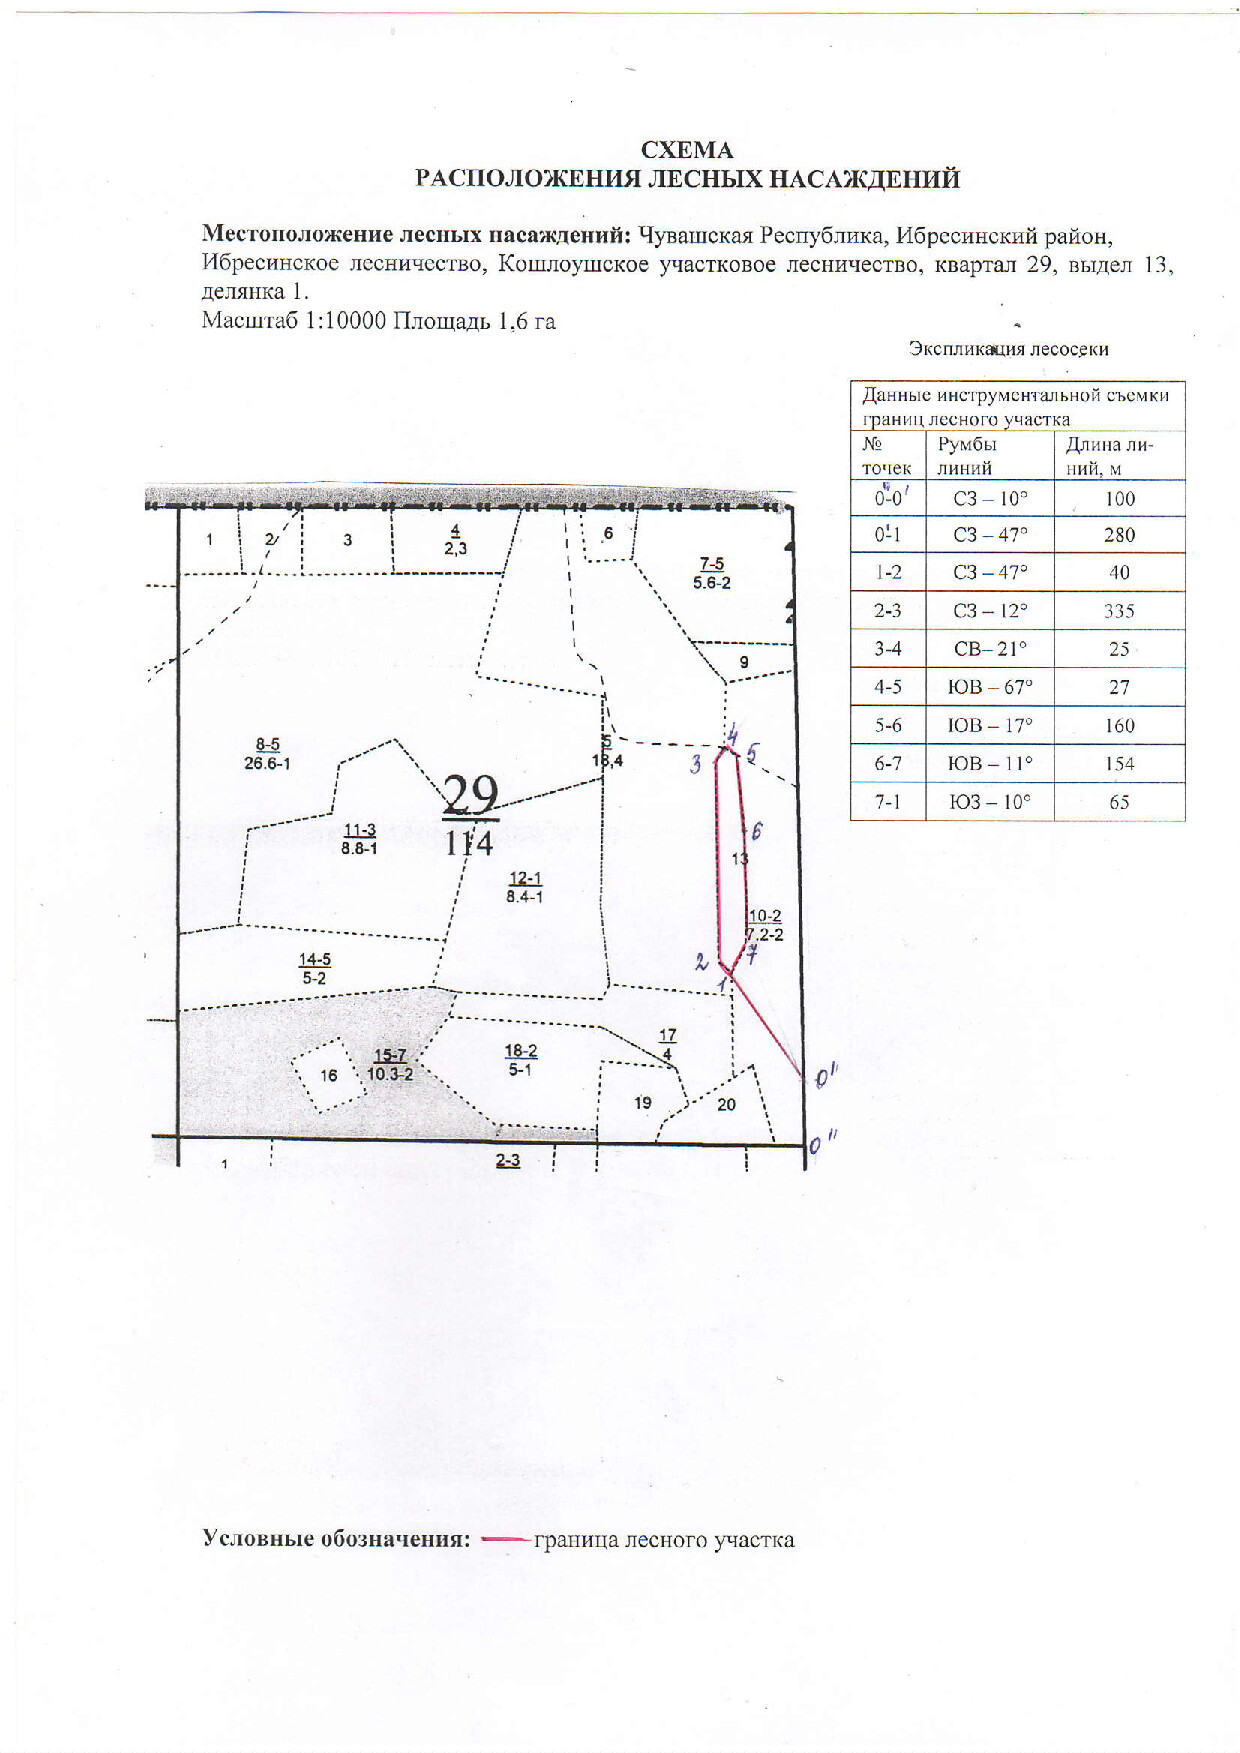 СХЕМА
РАСПОЛОЖЕНИЯ ЛЕСНЫХ НАСАЖДЕНИЙ
Местоположение лесных насаждений: Чувашская Республика, Ибресинский район,
Ибресинское лесничество, Кошлоушское участковое лесничество, квартал 29, выдел 13,
делянка 1.
Масштаб 1:10000 Площадь 1,6 га
Экспликация лесосеки
Данные инструментальной съемки
границ лесного участка
№ точек Румбы линий Длина ли-
ний, м
0"-0' СЗ – 10° 100
0'-1 СЗ – 47° 280
1-2 СЗ – 47° 40
2-3 СЗ – 12° 335
3-4 СВ– 21° 25
4-5 ЮВ – 67° 27
5-6 ЮВ – 17° 160
6-7 ЮВ – 11° 154
7-1 ЮЗ – 10° 65
1
2
3
4
2,3
6
7-5
5.6-2
9
8-5
26.6-1
5
18,4
3
4
5
29
114
11-3
8.8-1
12-1
8.4-1
6
13
10-2
7.2-2
7
2
1
14-5
5-2
15-7
10.3-2
16
18-2
5-1
17
4
19
20
0"
0"
1
2-3
Условные обозначения: граница лесного участка